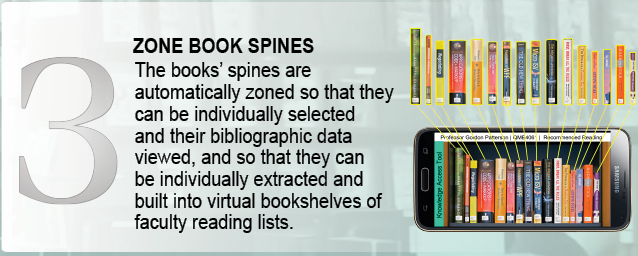 3
ZONE BOOK SPINES
The books’ spines are
automatically zoned so that they
can be individually selected
and their bibliographic data
viewed, and so that they can
be individually extracted and
built into virtual bookshelves of
faculty reading lists.
Professor Gordon Patterson | QME406 | Recommended Reading
Knowledge Access Tool
SAMSUNG